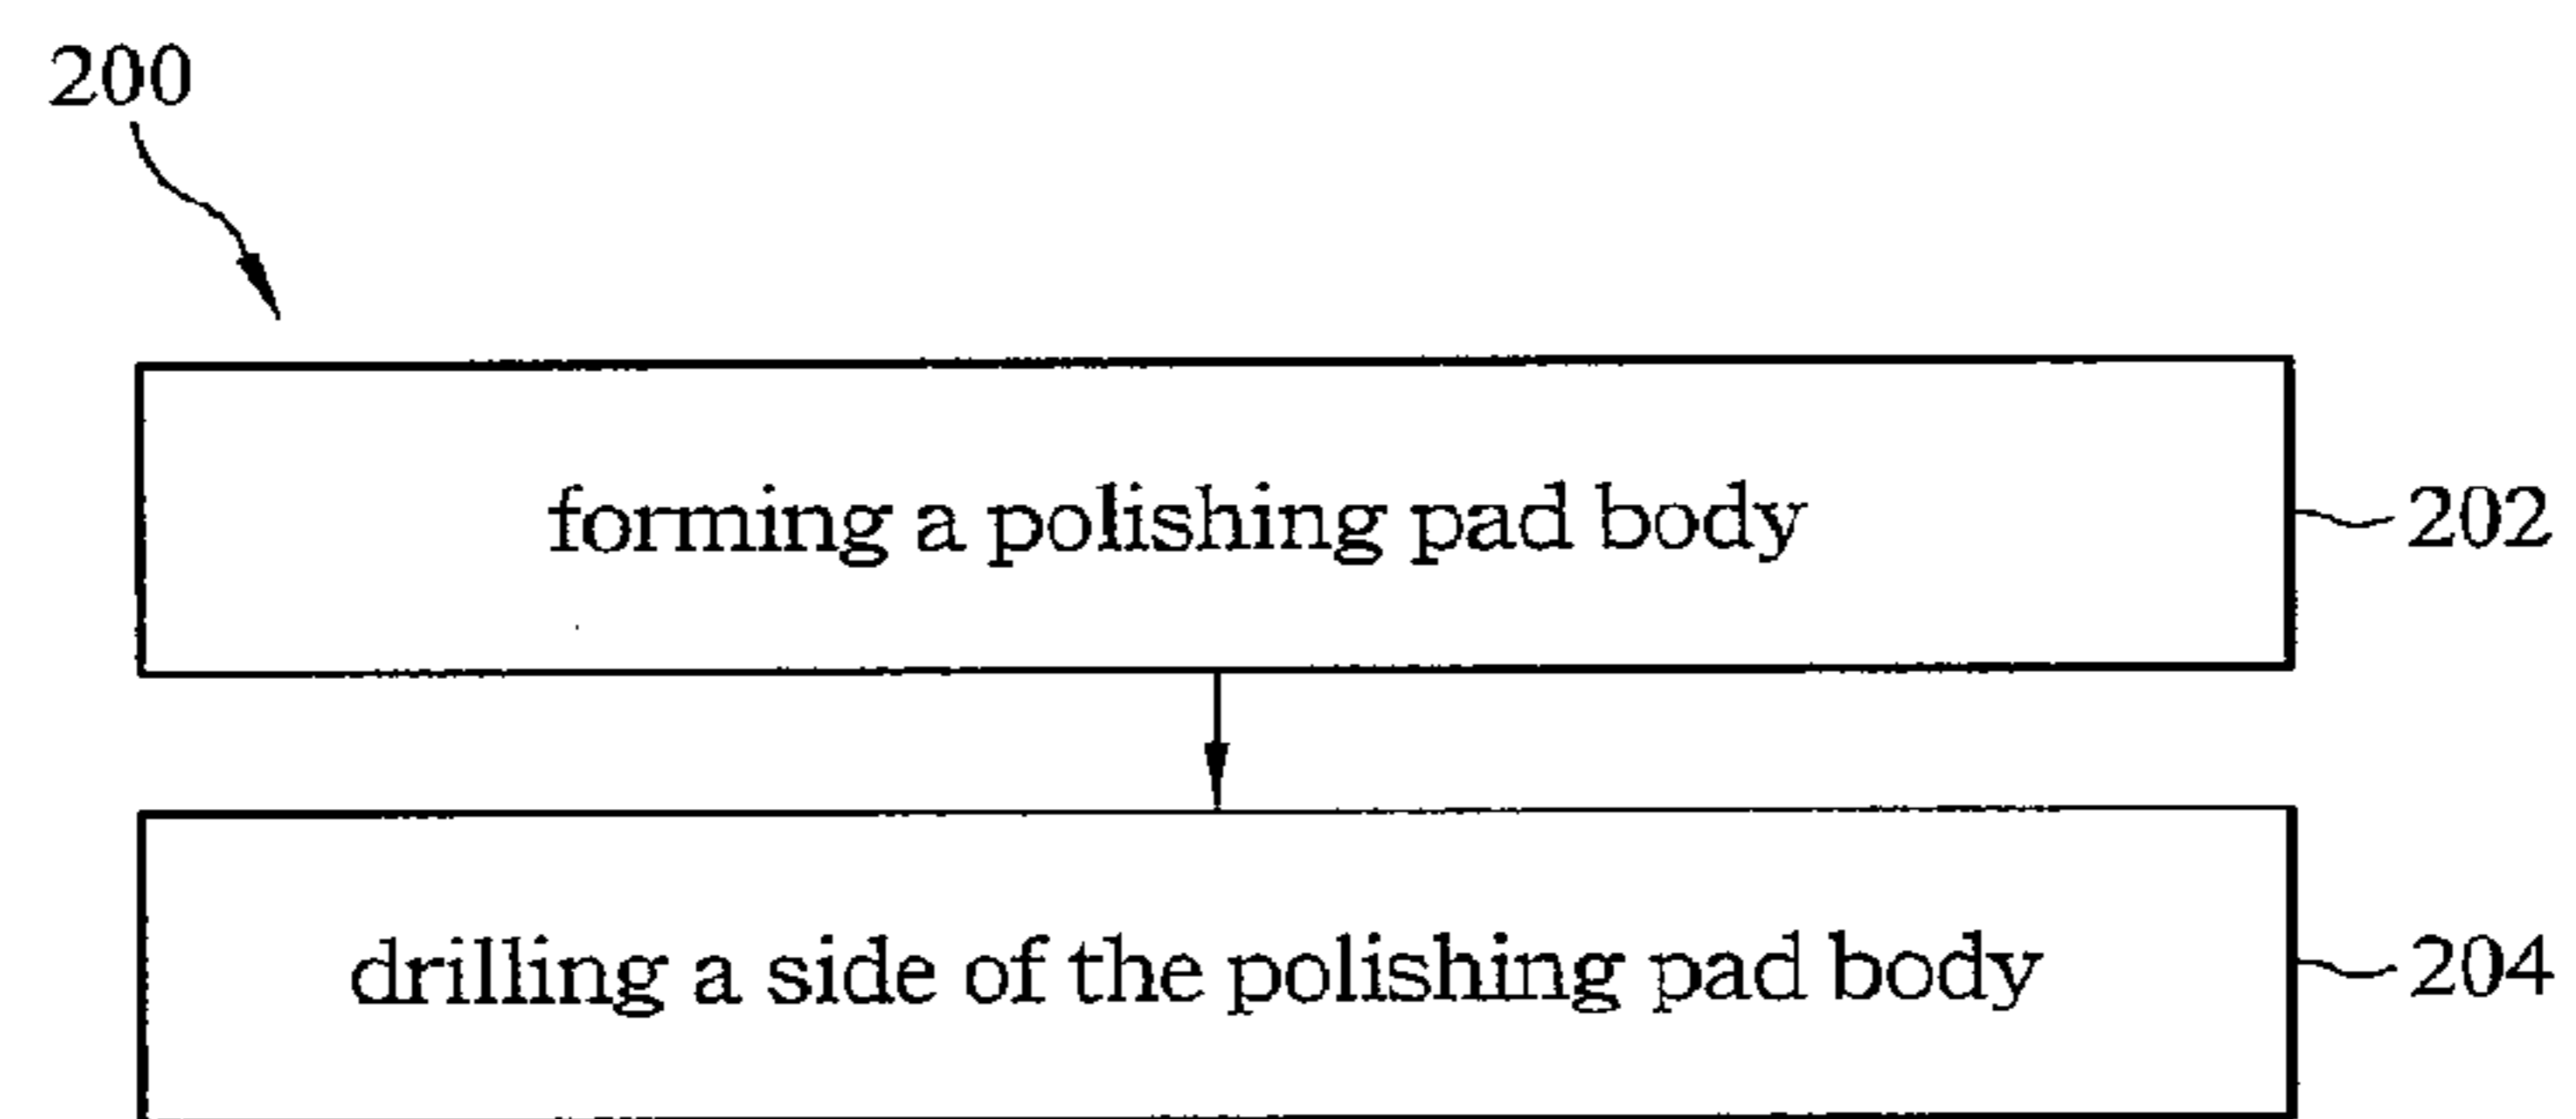 200
forming a polishing pad body
202
drilling a side of the polishing pad body
204